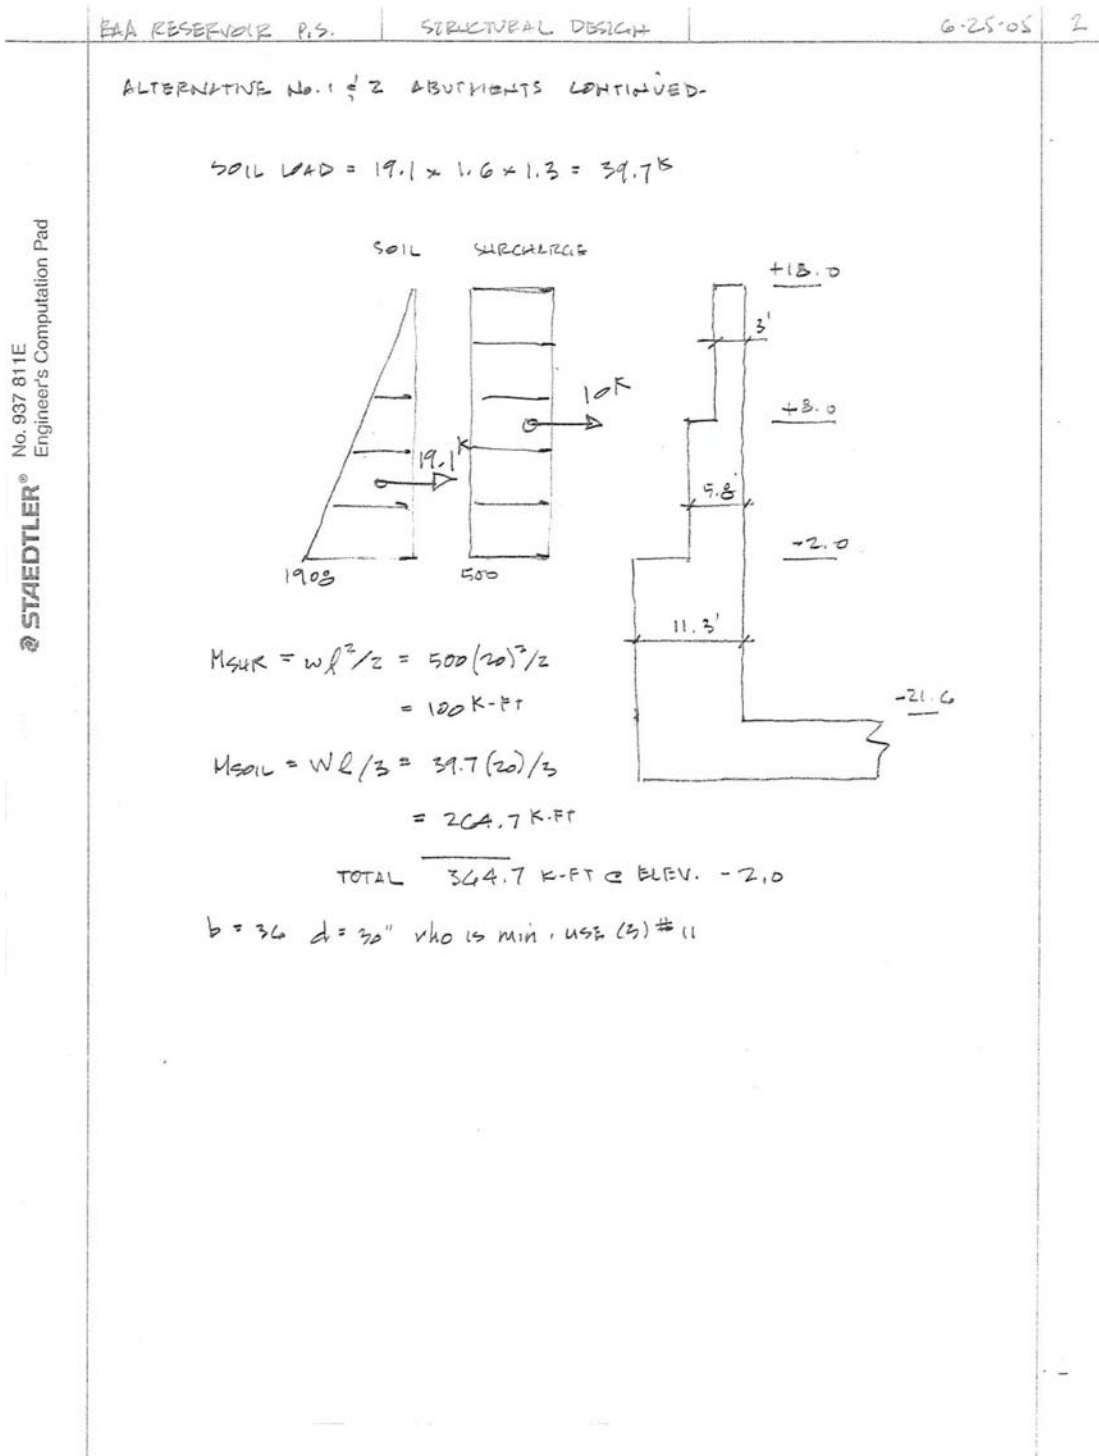 EAA RESERVOIR P.S. STRUCTURAL DESIGN 6-25-05 2
ALTERNATIVE No. 1 & 2 ABUTMENTS CONTINUED-
SOIL LOAD = 19.1 x 1.6 x 1.3 = 39.7 K
SOIL SURCHARGE
+18.0
3'
10K
+8.0
19.1K
5.8'
-2.0
1908 500
11.3'
MSUR = wl²/2 = 500(20)²/2
= 100 K-FT
-21.6
MSOIL = Wl/3 = 39.7(20)/3
= 264.7 K-FT
TOTAL 364.7 K-FT @ ELEV. -2.0
b = 36 d = 30" rho is min. USE (3) #11
STAEDTLER® No. 937 811E
Engineer's Computation Pad